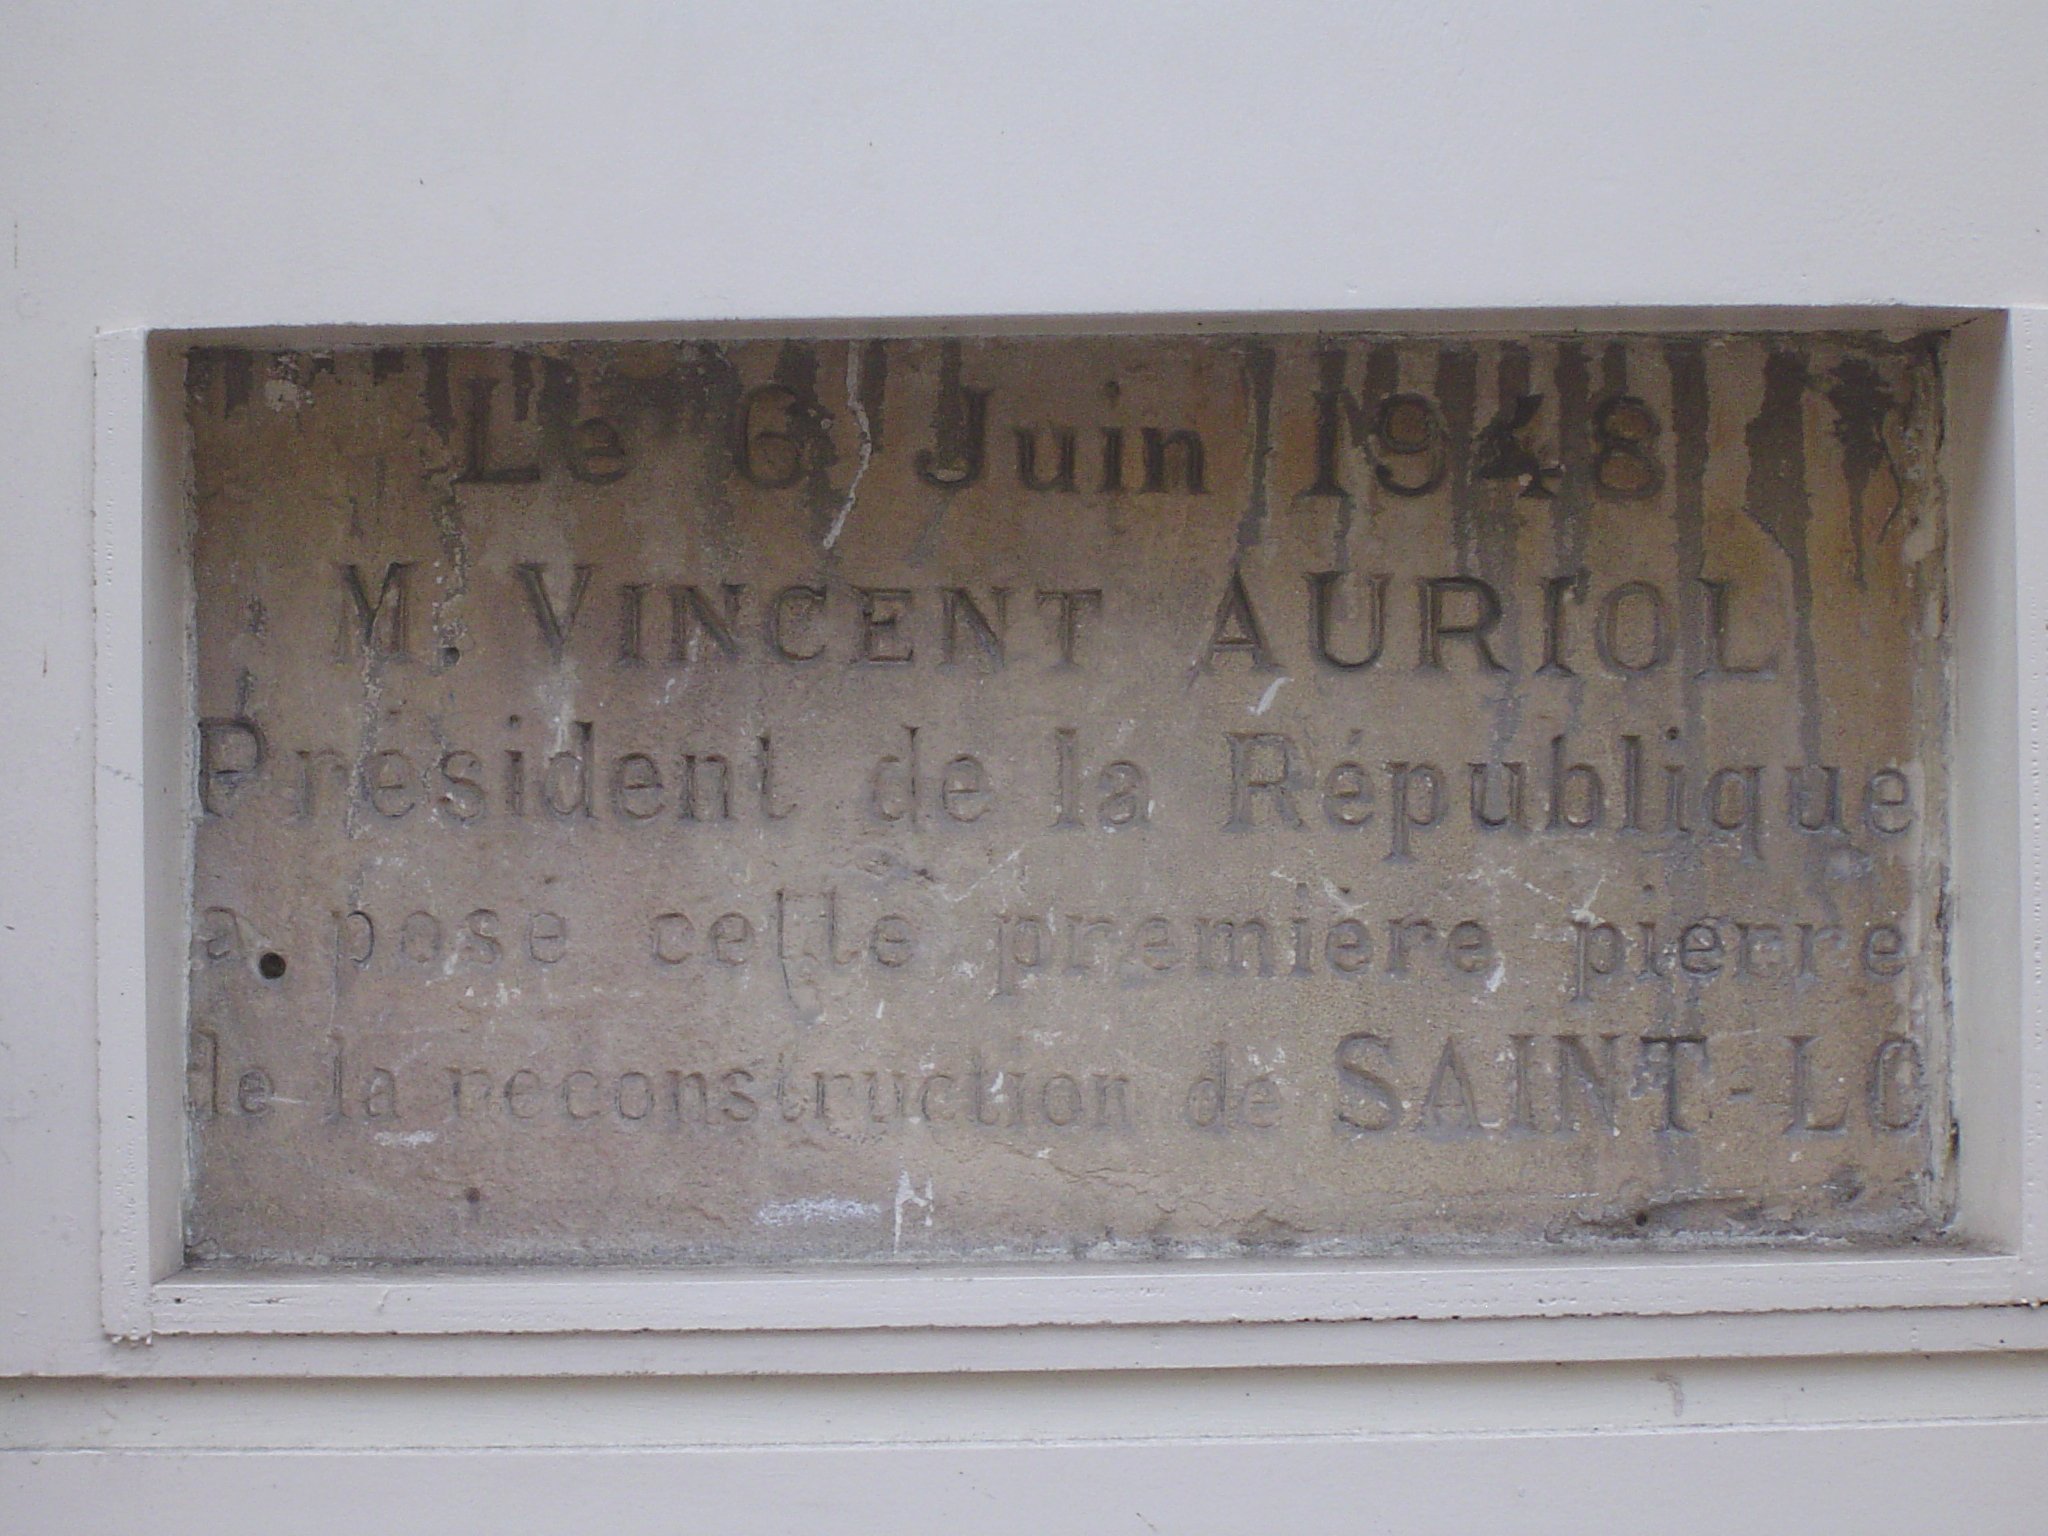 Le 6 Juin 1948
M. VINCENT AURIOL
Président de la République
a posé cette première pierre
de la reconstruction de SAINT-LO